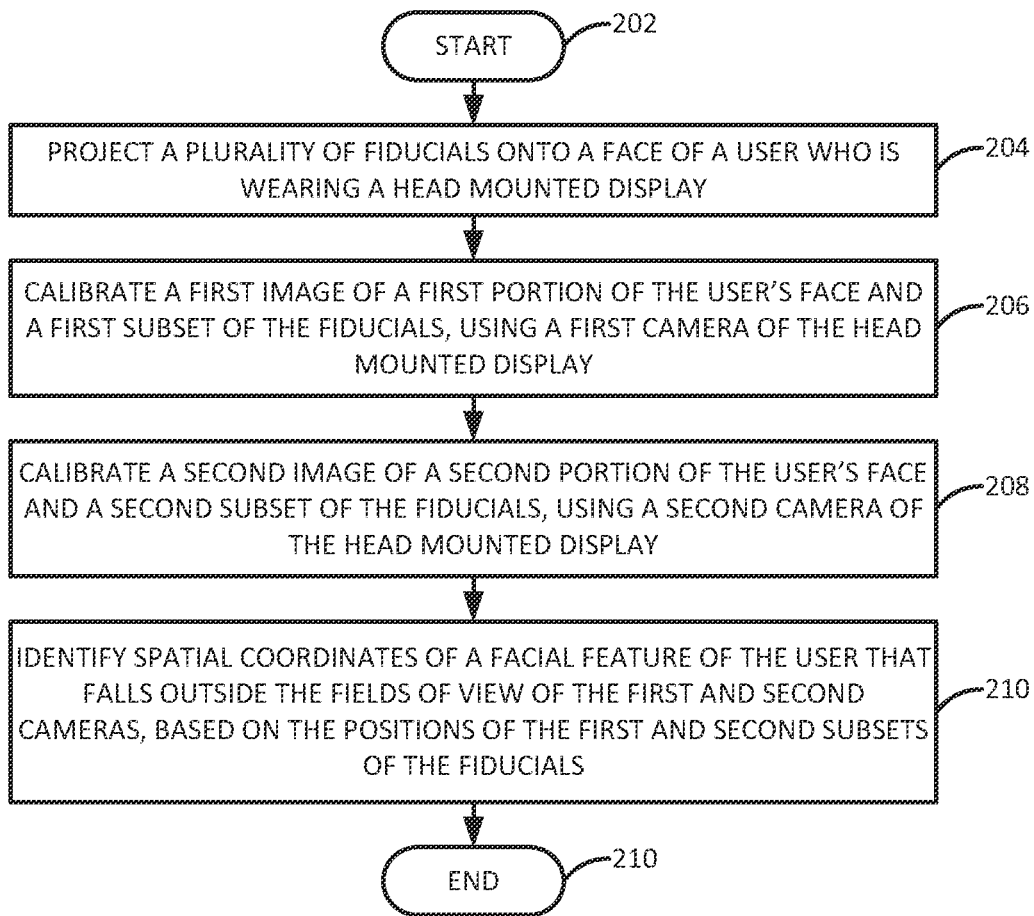 START
202
PROJECT A PLURALITY OF FIDUCIALS ONTO A FACE OF A USER WHO IS
WEARING A HEAD MOUNTED DISPLAY
204
CALIBRATE A FIRST IMAGE OF A FIRST PORTION OF THE USER'S FACE AND
A FIRST SUBSET OF THE FIDUCIALS, USING A FIRST CAMERA OF THE HEAD
MOUNTED DISPLAY
206
CALIBRATE A SECOND IMAGE OF A SECOND PORTION OF THE USER'S FACE
AND A SECOND SUBSET OF THE FIDUCIALS, USING A SECOND CAMERA OF
THE HEAD MOUNTED DISPLAY
208
IDENTIFY SPATIAL COORDINATES OF A FACIAL FEATURE OF THE USER THAT
FALLS OUTSIDE THE FIELDS OF VIEW OF THE FIRST AND SECOND
CAMERAS, BASED ON THE POSITIONS OF THE FIRST AND SECOND SUBSETS
OF THE FIDUCIALS
210
END
210